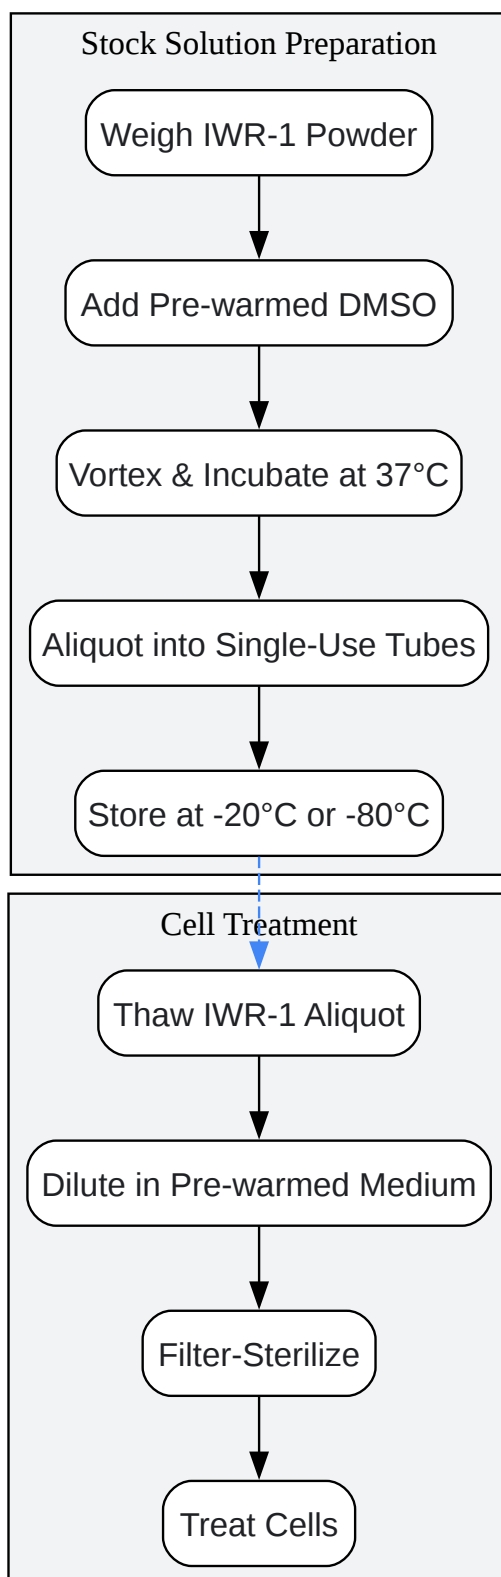 Stock Solution Preparation
Weigh IWR-1 Powder
Add Pre-warmed DMSO
Vortex & Incubate at 37°C
Aliquot into Single-Use Tubes
Store at -20°C or -80°C
Cell Treatment
Thaw IWR-1 Aliquot
Dilute in Pre-warmed Medium
Filter-Sterilize
Treat Cells